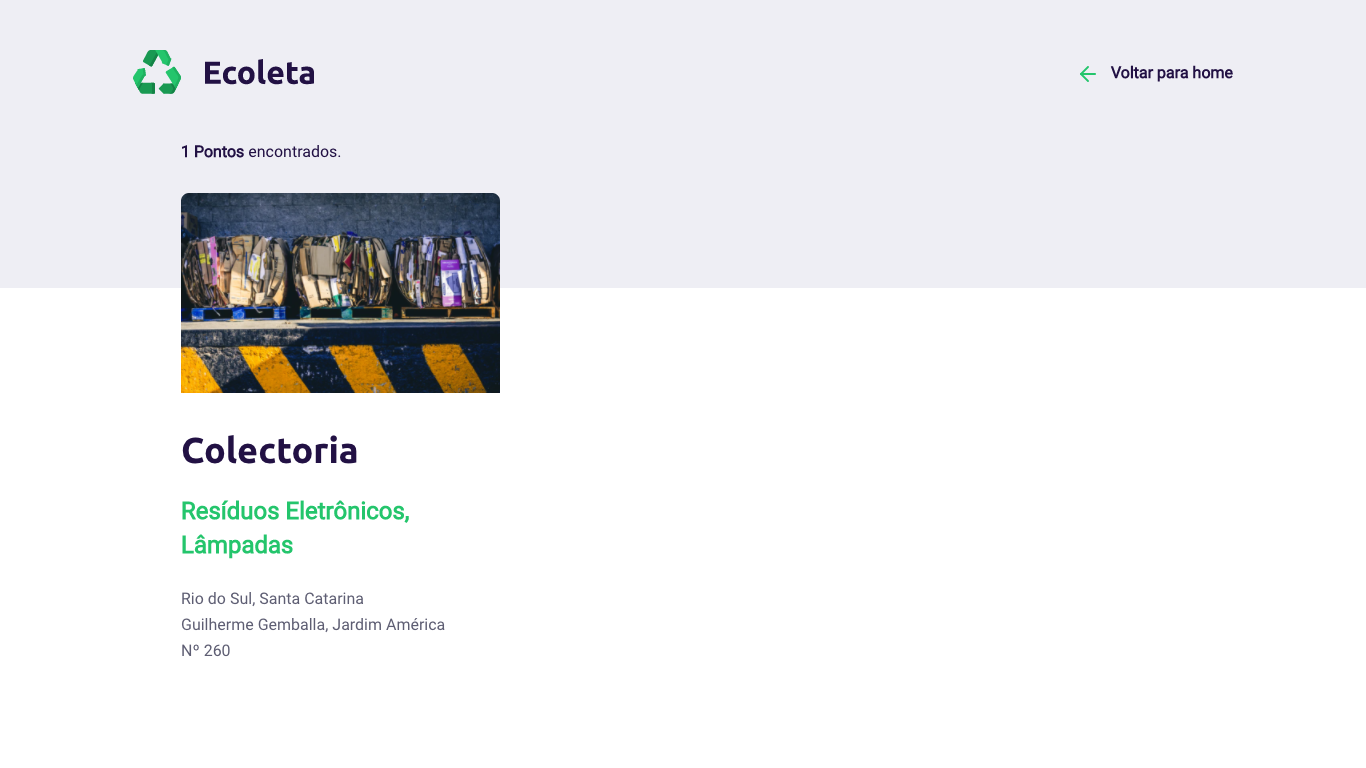 Ecoleta
Voltar para home
1 Pontos encontrados.
Colectoria
Resíduos Eletrônicos,
Lâmpadas
Rio do Sul, Santa Catarina
Guilherme Gemballa, Jardim América
Nº 260